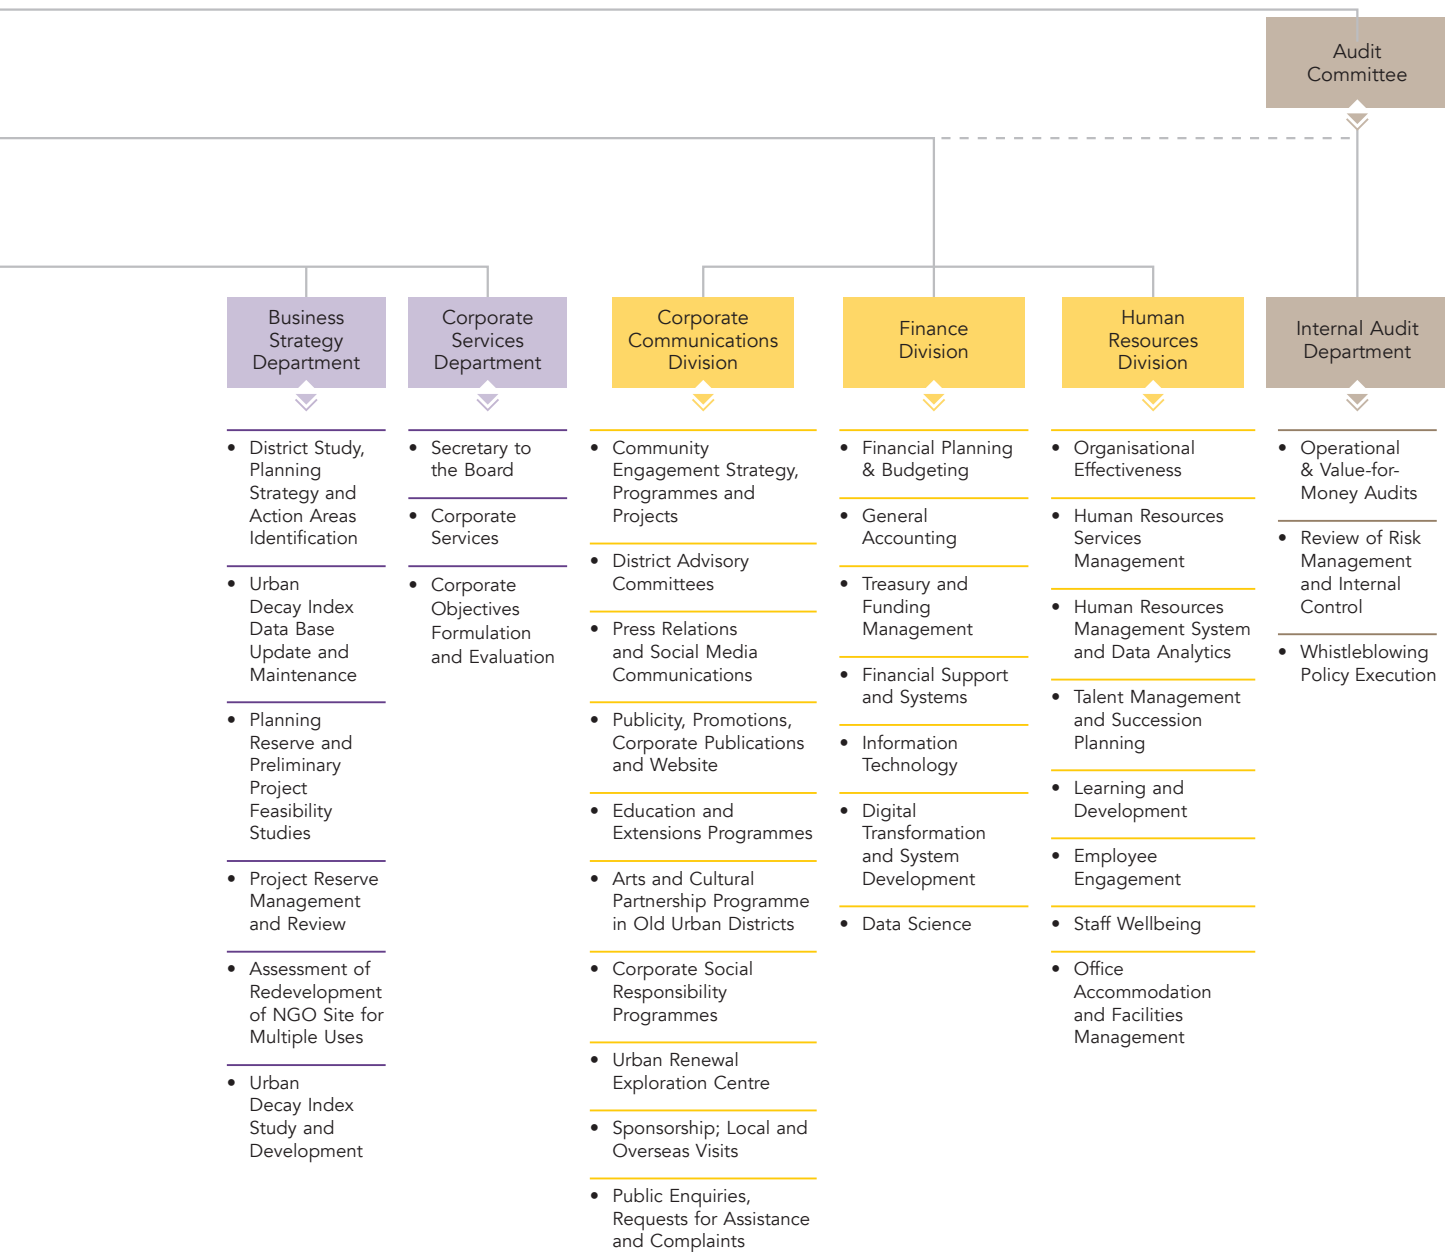 Audit
Committee
Business
Strategy
Department
• District Study,
Planning
Strategy and
Action Areas
Identification
• Urban
Decay Index
Data Base
Update and
Maintenance
• Planning
Reserve and
Preliminary
Project
Feasibility
Studies
• Project Reserve
Management
and Review
• Assessment of
Redevelopment
of NGO Site for
Multiple Uses
• Urban
Decay Index
Study and
Development
Corporate
Services
Department
• Secretary to
the Board
• Corporate
Services
• Corporate
Objectives
Formulation
and Evaluation
Corporate
Communications
Division
• Community
Engagement Strategy,
Programmes and
Projects
• District Advisory
Committees
• Press Relations
and Social Media
Communications
• Publicity, Promotions,
Corporate Publications
and Website
• Education and
Extensions Programmes
• Arts and Cultural
Partnership Programme
in Old Urban Districts
• Corporate Social
Responsibility
Programmes
• Urban Renewal
Exploration Centre
• Sponsorship; Local and
Overseas Visits
• Public Enquiries,
Requests for Assistance
and Complaints
Finance
Division
• Financial Planning
& Budgeting
• General
Accounting
• Treasury and
Funding
Management
• Financial Support
and Systems
• Information
Technology
• Digital
Transformation
and System
Development
• Data Science
Human
Resources
Division
• Organisational
Effectiveness
• Human Resources
Services
Management
• Human Resources
Management System
and Data Analytics
• Talent Management
and Succession
Planning
• Learning and
Development
• Employee
Engagement
• Staff Wellbeing
• Office
Accommodation
and Facilities
Management
Internal Audit
Department
• Operational
& Value-for-
Money Audits
• Review of Risk
Management
and Internal
Control
• Whistleblowing
Policy Execution